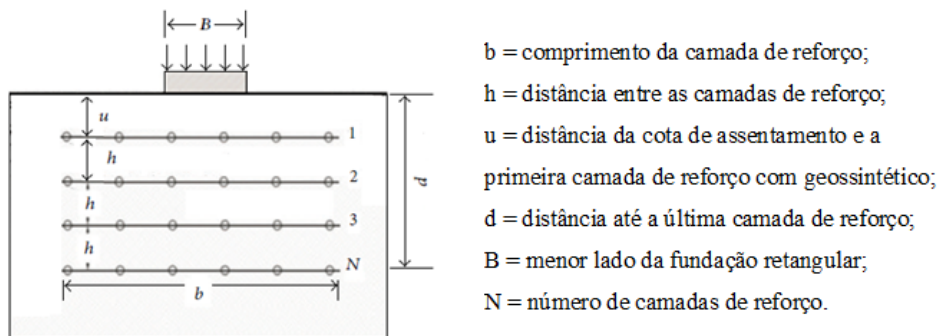 B
u
1
h
2
h
3
h
N
b
d
b = comprimento da camada de reforço;
h = distância entre as camadas de reforço;
u = distância da cota de assentamento e a
primeira camada de reforço com geossintético;
d = distância até a última camada de reforço;
B = menor lado da fundação retangular;
N = número de camadas de reforço.